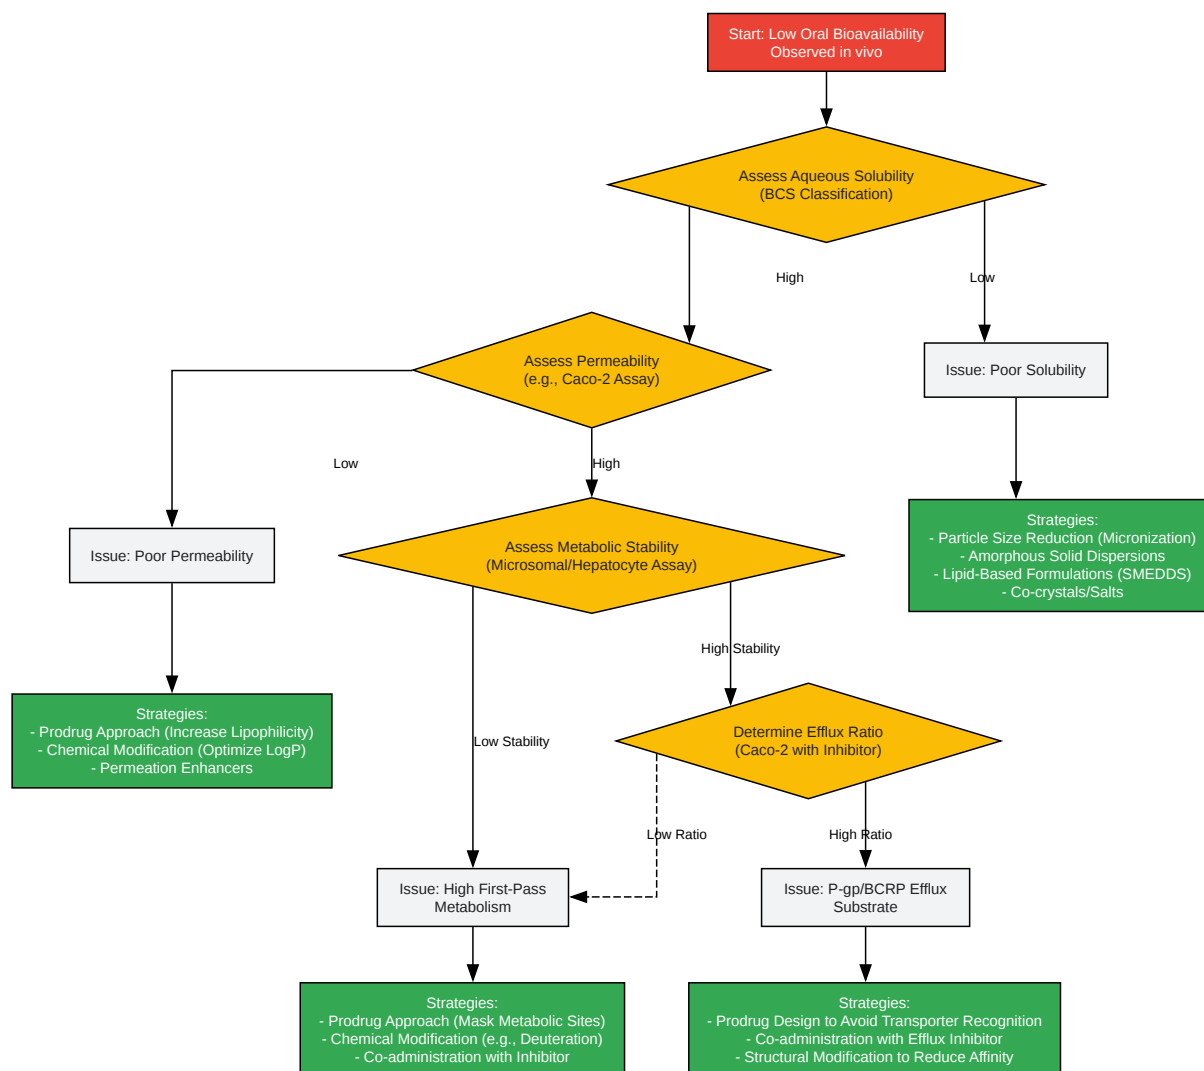 Start: Low Oral Bioavailability
Observed in vivo
Assess Aqueous Solubility
(BCS Classification)
High
Low
Assess Permeability
(e.g., Caco-2 Assay)
Issue: Poor Solubility
Low
High
Strategies:
- Particle Size Reduction (Micronization)
- Amorphous Solid Dispersions
- Lipid-Based Formulations (SMEDDS)
- Co-crystals/Salts
Issue: Poor Permeability
Assess Metabolic Stability
(Microsomal/Hepatocyte Assay)
High Stability
Strategies:
- Prodrug Approach (Increase Lipophilicity)
- Chemical Modification (Optimize LogP)
- Permeation Enhancers
Low Stability
Determine Efflux Ratio
(Caco-2 with Inhibitor)
Low Ratio
High Ratio
Issue: High First-Pass
Metabolism
Issue: P-gp/BCRP Efflux
Substrate
Strategies:
- Prodrug Approach (Mask Metabolic Sites)
- Chemical Modification (e.g., Deuteration)
- Co-administration with Inhibitor
Strategies:
- Prodrug Design to Avoid Transporter Recognition
- Co-administration with Efflux Inhibitor
- Structural Modification to Reduce Affinity